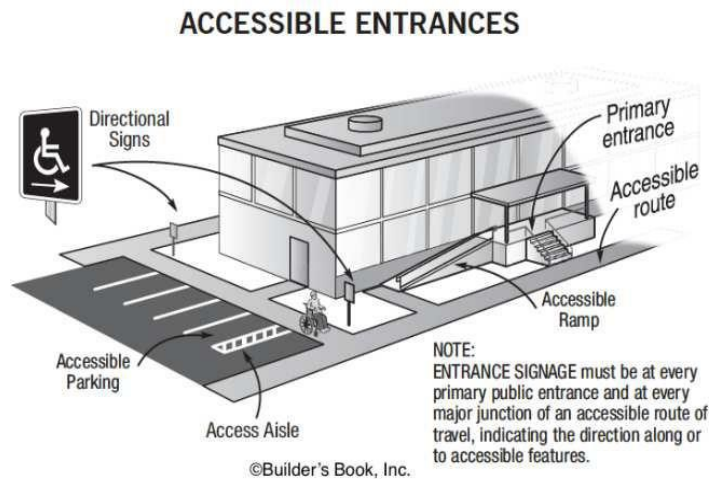 ACCESSIBLE ENTRANCES
Directional
Signs
Primary
entrance
Accessible
route
Accessible
Ramp
Accessible
Parking
Access Aisle
NOTE:
ENTRANCE SIGNAGE must be at every
primary public entrance and at every
major junction of an accessible route of
travel, indicating the direction along or
to accessible features.
©Builder's Book, Inc.